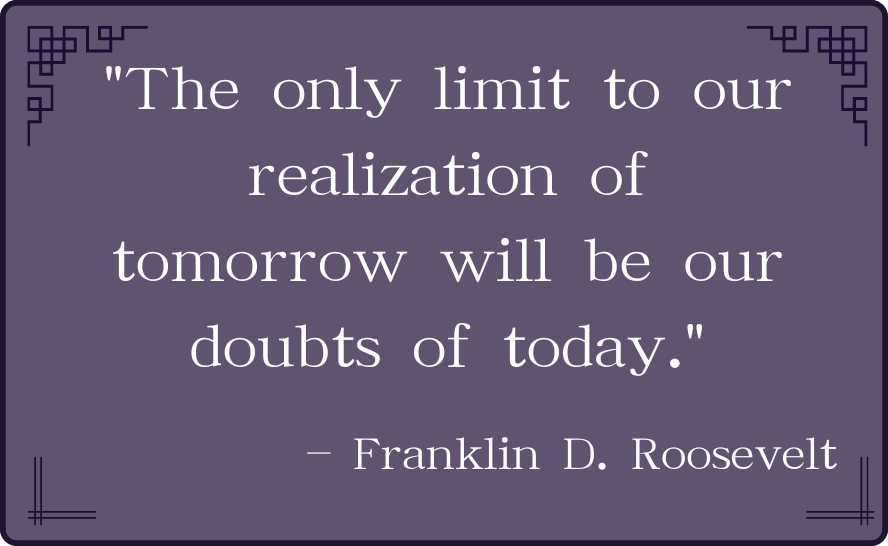 "The only limit to our
realization of
tomorrow will be our
doubts of today."
– Franklin D. Roosevelt